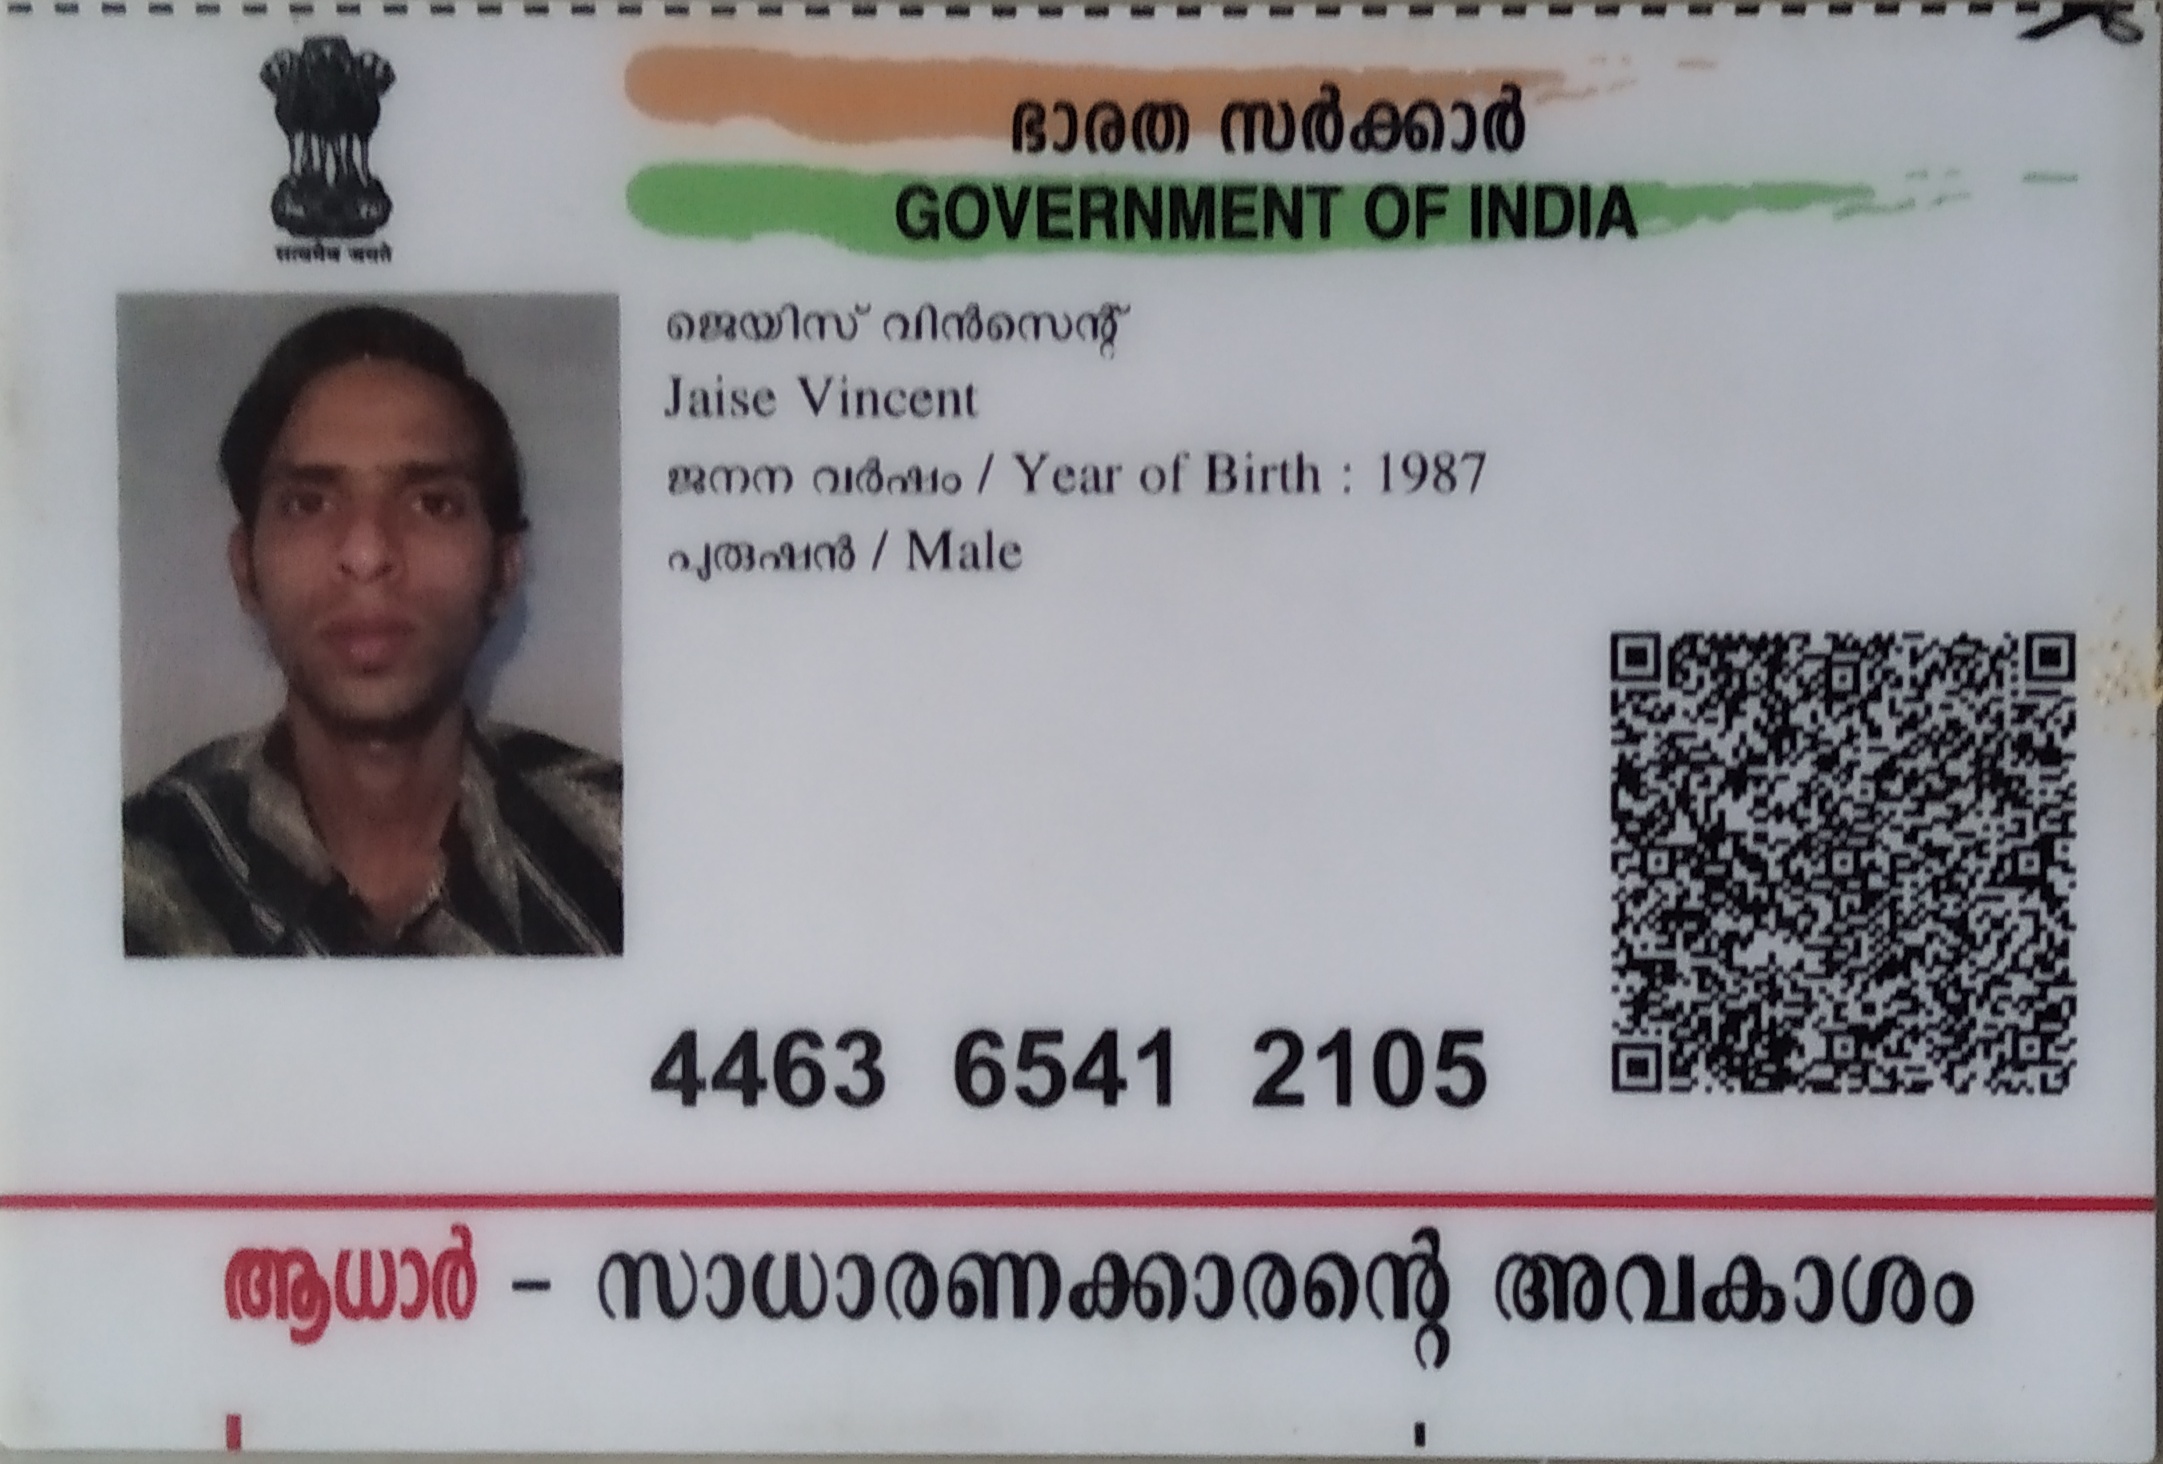 सत्यमेव जयते
ഭാരത സർക്കാർ
GOVERNMENT OF INDIA
ജെയിസ് വിൻസെന്റ്
Jaise Vincent
ജനന വർഷം / Year of Birth : 1987
പുരുഷൻ / Male
4463 6541 2105
ആധാർ - സാധാരണക്കാരന്റെ അവകാശം